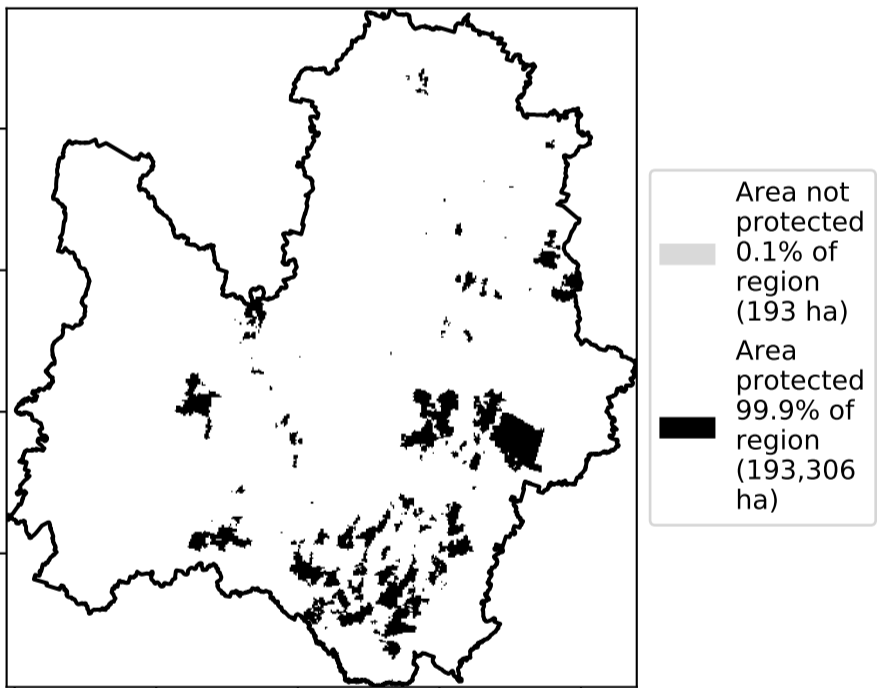 Area not
protected
0.1% of
region
(193 ha)
Area
protected
99.9% of
region
(193,306
ha)